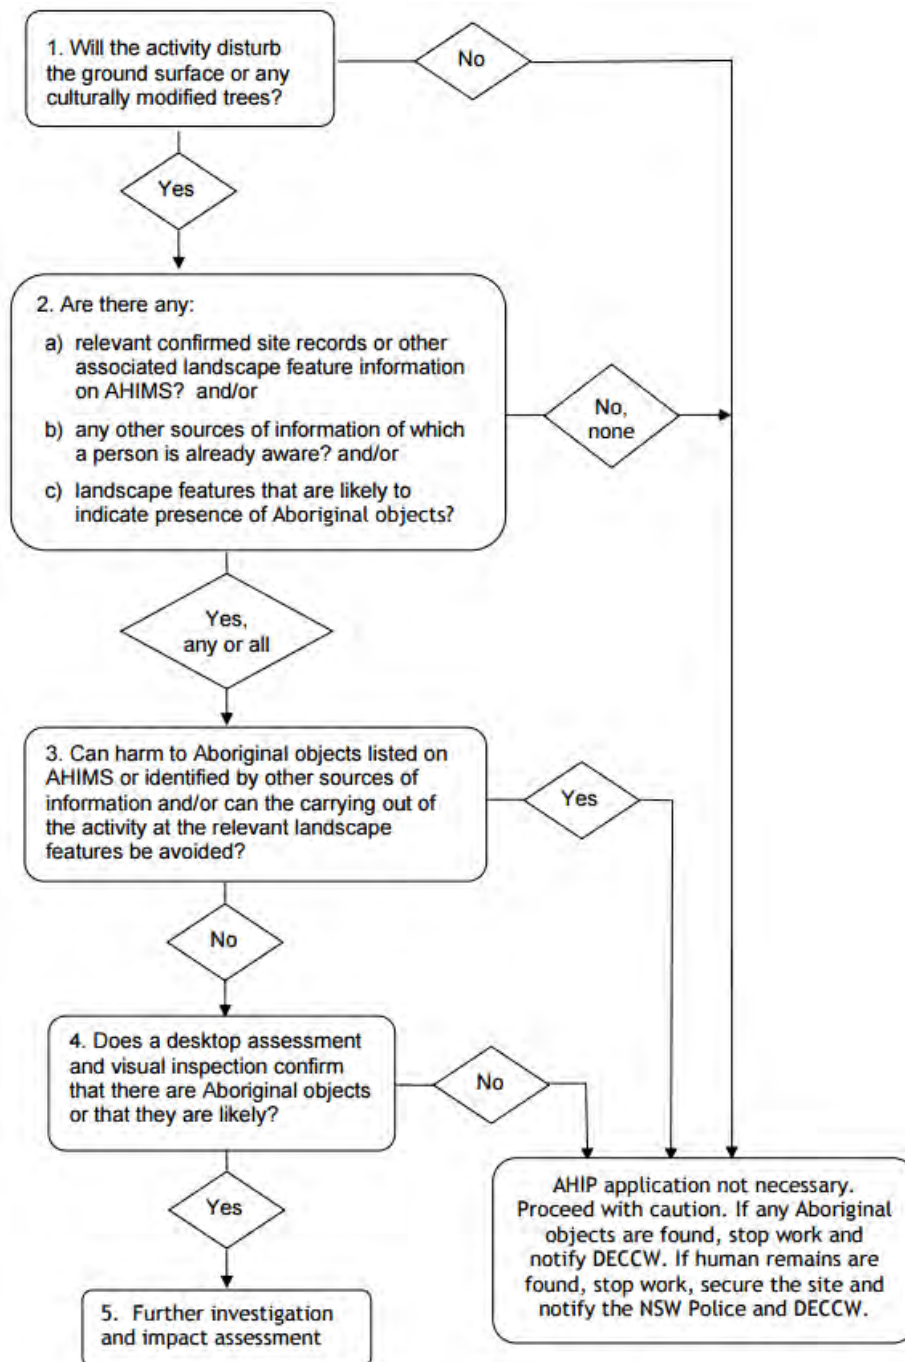 1. Will the activity disturb
the ground surface or any
culturally modified trees?
No
Yes
2. Are there any:
a) relevant confirmed site records or other
associated landscape feature information
on AHIMS? and/or
b) any other sources of information of which
a person is already aware? and/or
c) landscape features that are likely to
indicate presence of Aboriginal objects?
No,
none
Yes,
any or all
3. Can harm to Aboriginal objects listed on
AHIMS or identified by other sources of
information and/or can the carrying out of
the activity at the relevant landscape
features be avoided?
Yes
No
4. Does a desktop assessment
and visual inspection confirm
that there are Aboriginal objects
or that they are likely?
No
Yes
AHIP application not necessary.
Proceed with caution. If any Aboriginal
objects are found, stop work and
notify DECCW. If human remains are
found, stop work, secure the site and
notify the NSW Police and DECCW.
5. Further investigation
and impact assessment